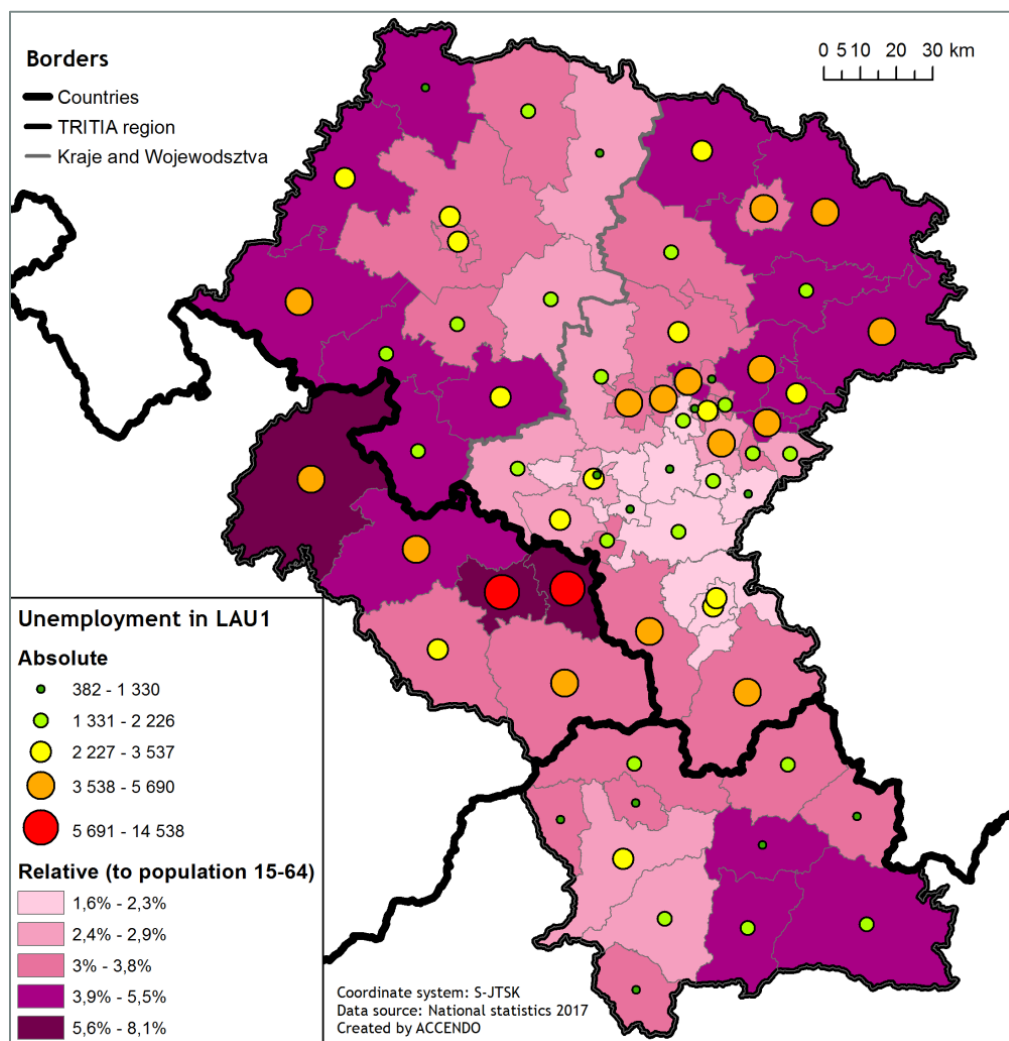 Borders
Countries
TRITIA region
Kraje and Wojewodsztva
0 5 10 20 30 km
Unemployment in LAU1
Absolute
382 - 1 330
1 331 - 2 226
2 227 - 3 537
3 538 - 5 690
5 691 - 14 538
Relative (to population 15-64)
1,6% - 2,3%
2,4% - 2,9%
3% - 3,8%
3,9% - 5,5%
5,6% - 8,1%
Coordinate system: S-JTSK
Data source: National statistics 2017
Created by ACCENDO